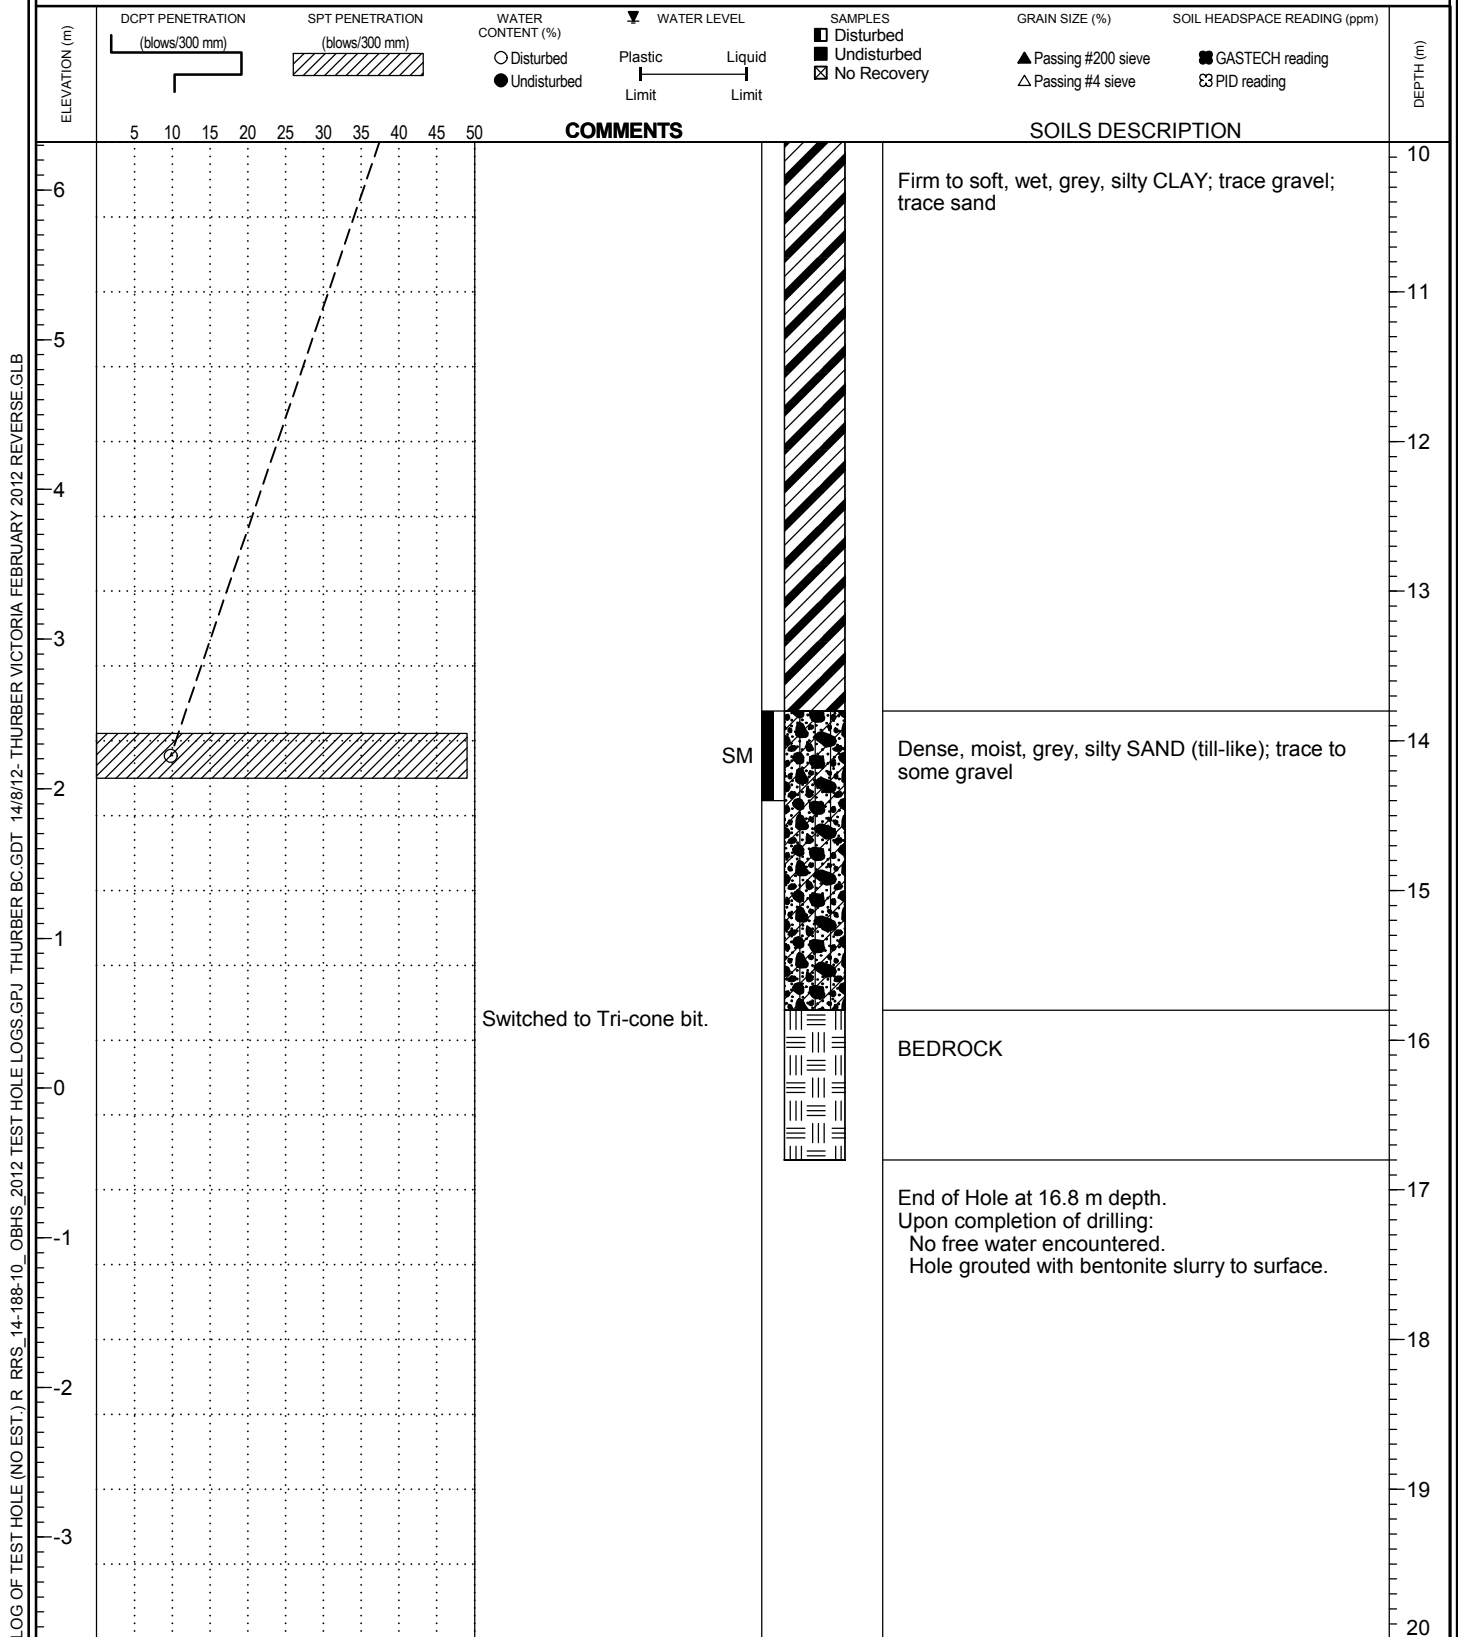 ELEVATION (m)
DCPT PENETRATION
(blows/300 mm)
SPT PENETRATION
(blows/300 mm)
WATER
CONTENT (%)
Disturbed
Undisturbed
WATER LEVEL
Plastic Liquid
Limit Limit
SAMPLES
Disturbed
Undisturbed
No Recovery
GRAIN SIZE (%)
Passing #200 sieve
Passing #4 sieve
SOIL HEADSPACE READING (ppm)
GASTECH reading
PID reading
DEPTH (m)
5 10 15 20 25 30 35 40 45 50
COMMENTS
SOILS DESCRIPTION
10
6
Firm to soft, wet, grey, silty CLAY; trace gravel;
trace sand
11
5
12
4
13
3
14
SM
Dense, moist, grey, silty SAND (till-like); trace to
some gravel
2
15
1
Switched to Tri-cone bit.
16
BEDROCK
0
17
End of Hole at 16.8 m depth.
Upon completion of drilling:
No free water encountered.
Hole grouted with bentonite slurry to surface.
-1
18
-2
19
-3
20
LOG OF TEST HOLE (NO EST.) R RRS_14-188-10_OBHS_2012 TEST HOLE LOGS.GPJ THURBER BC.GDT 14/8/12- THURBER VICTORIA FEBRUARY 2012 REVERSE.GLB